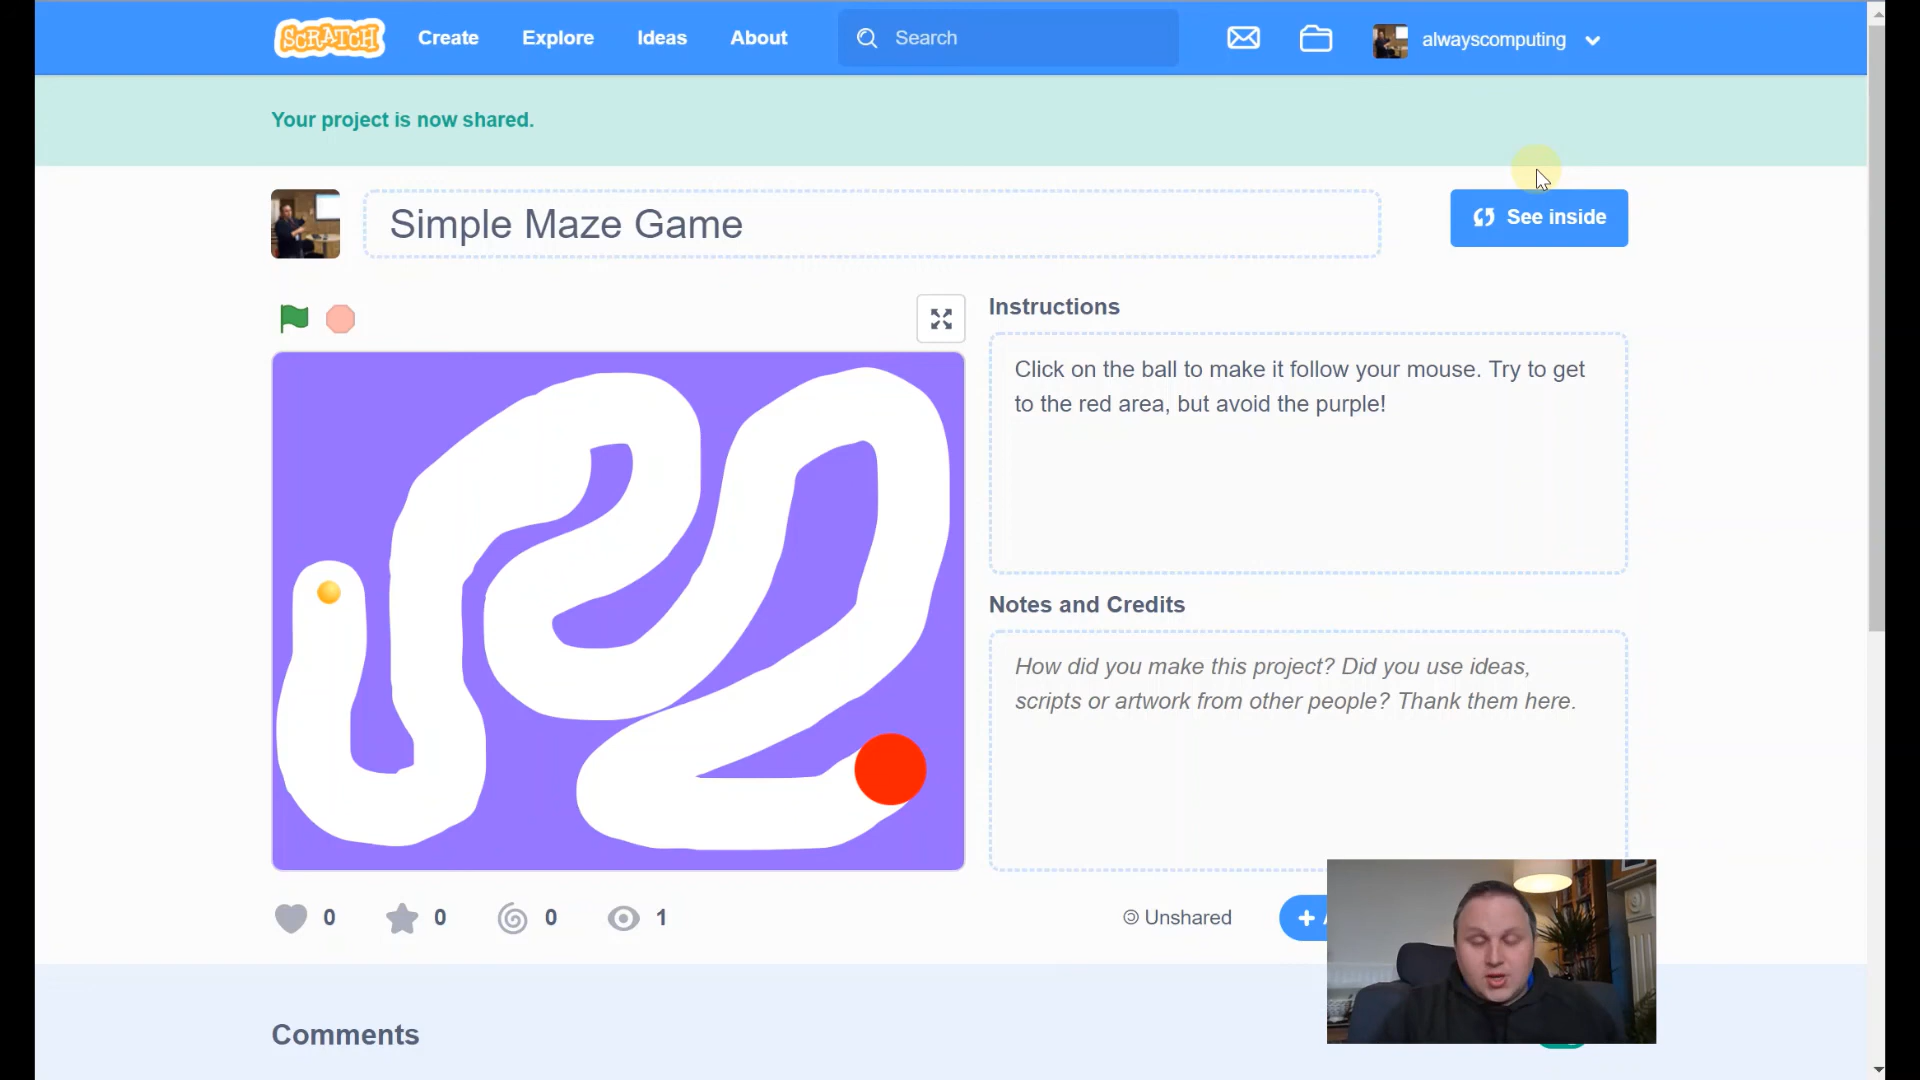 SCRATCH Create Explore Ideas About Search alwayscomputing
Your project is now shared.
Simple Maze Game
See inside
Instructions
Click on the ball to make it follow your mouse. Try to get
to the red area, but avoid the purple!
Notes and Credits
How did you make this project? Did you use ideas,
scripts or artwork from other people? Thank them here.
0 0 0 1 Unshared +
Comments